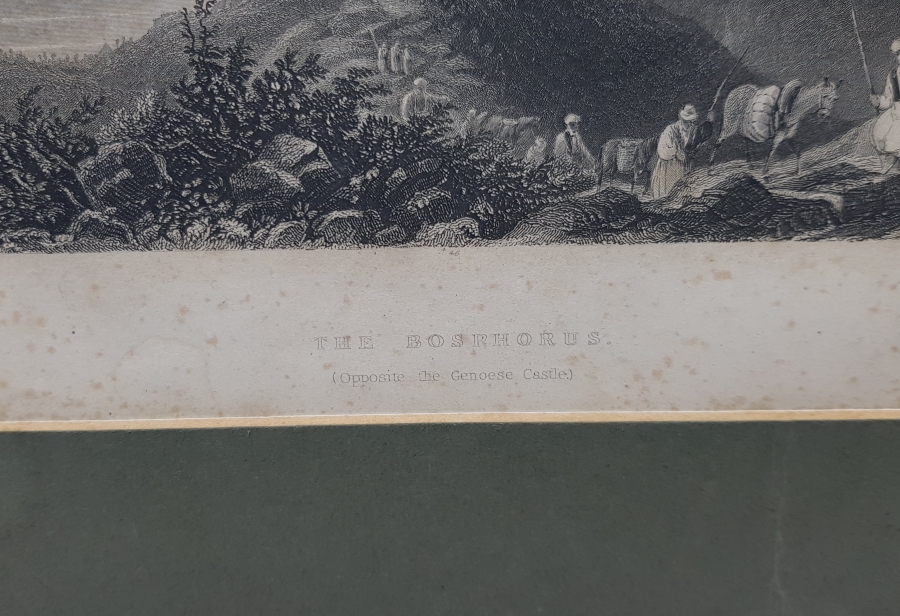 THE BOSPHORUS.
(Opposite the Genoese Castle.)